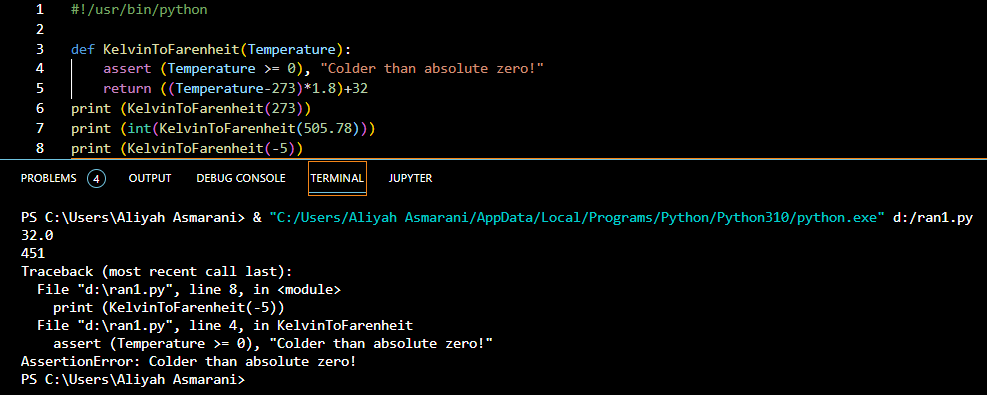 1 #!/usr/bin/python
2
3 def KelvinToFarenheit(Temperature):
4 assert (Temperature >= 0), "Colder than absolute zero!"
5 return ((Temperature-273)*1.8)+32
6 print (KelvinToFarenheit(273))
7 print (int(KelvinToFarenheit(505.78)))
8 print (KelvinToFarenheit(-5))
PROBLEMS 4 OUTPUT DEBUG CONSOLE TERMINAL JUPYTER
PS C:\Users\Aliyah Asmarani> & "C:/Users/Aliyah Asmarani/AppData/Local/Programs/Python/Python310/python.exe" d:/ran1.py
32.0
451
Traceback (most recent call last):
  File "d:\ran1.py", line 8, in <module>
    print (KelvinToFarenheit(-5))
  File "d:\ran1.py", line 4, in KelvinToFarenheit
    assert (Temperature >= 0), "Colder than absolute zero!"
AssertionError: Colder than absolute zero!
PS C:\Users\Aliyah Asmarani>